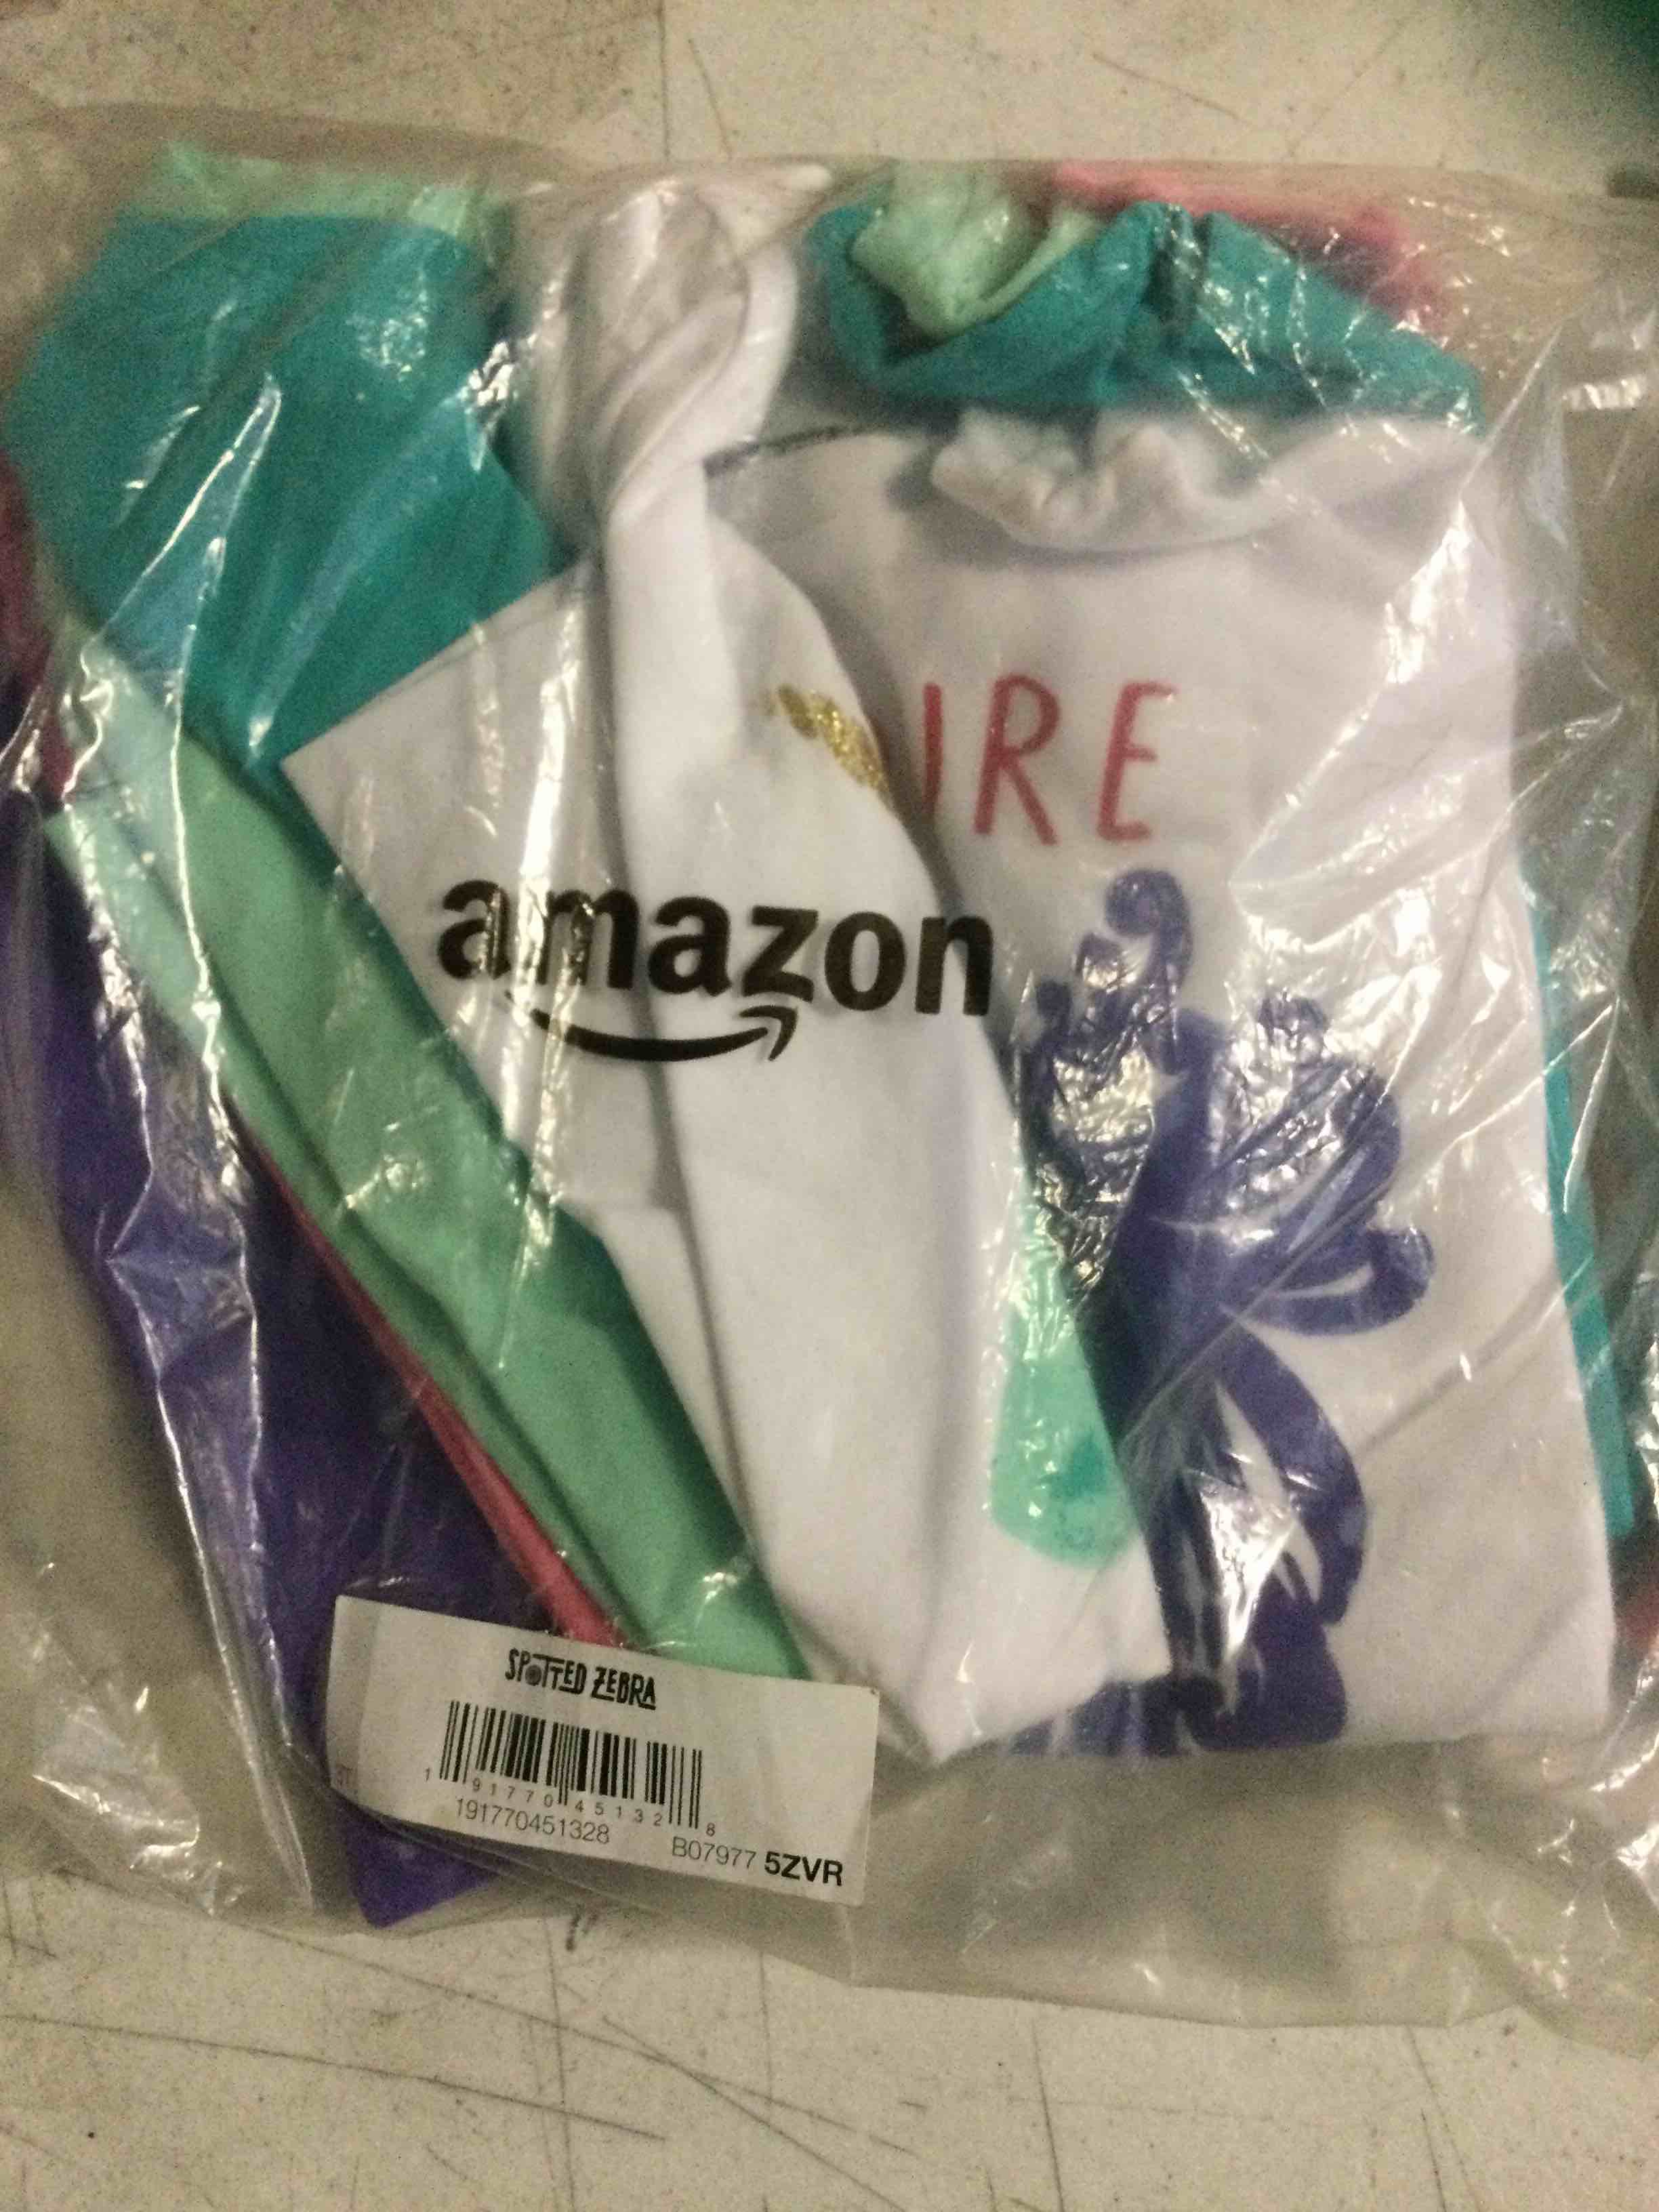 IRE
amazon
SPOTTED ZEBRA
1 91770 45132 8
191770451328
B07977 5ZVR